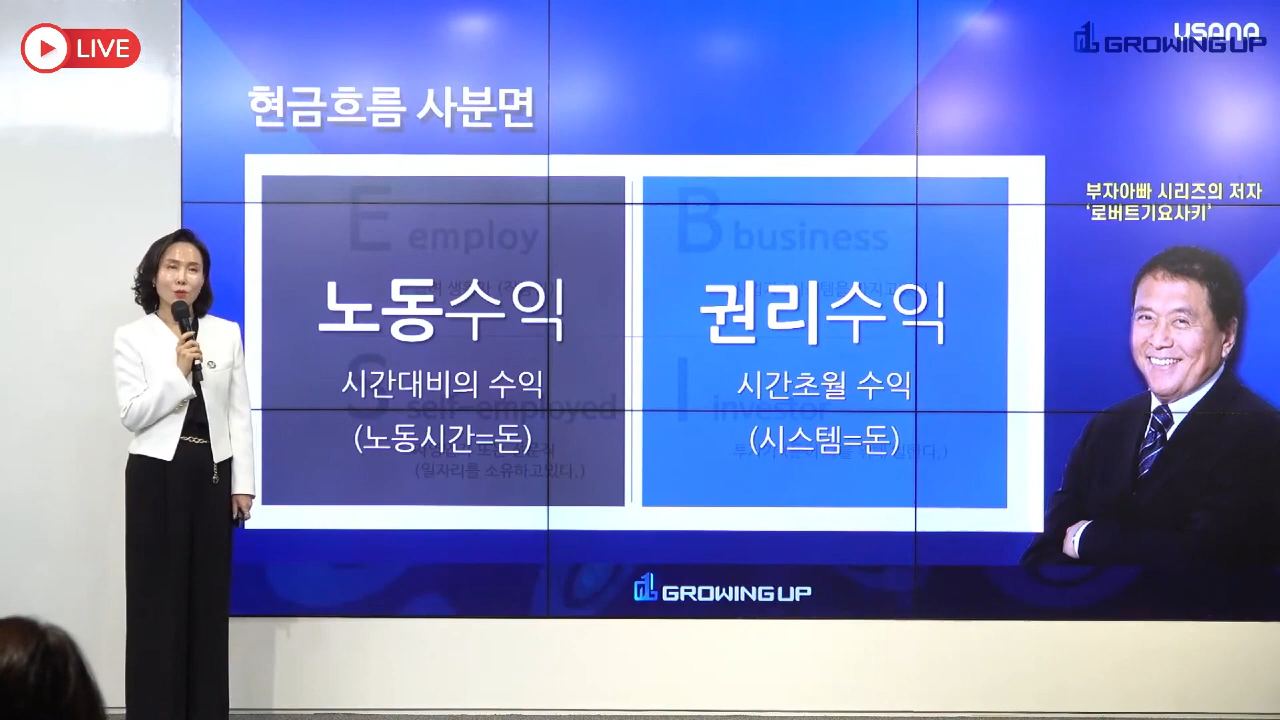 LIVE
USANA
GROWING UP
현금흐름 사분면
부자아빠 시리즈의 저자
‘로버트기요사키’
E employ
B business
노동수익
권리수익
시간대비의 수익
시간초월 수익
S self-employed
I investor
(노동시간=돈)
(시스템=돈)
(일자리를 소유하고있다,)
GROWING UP